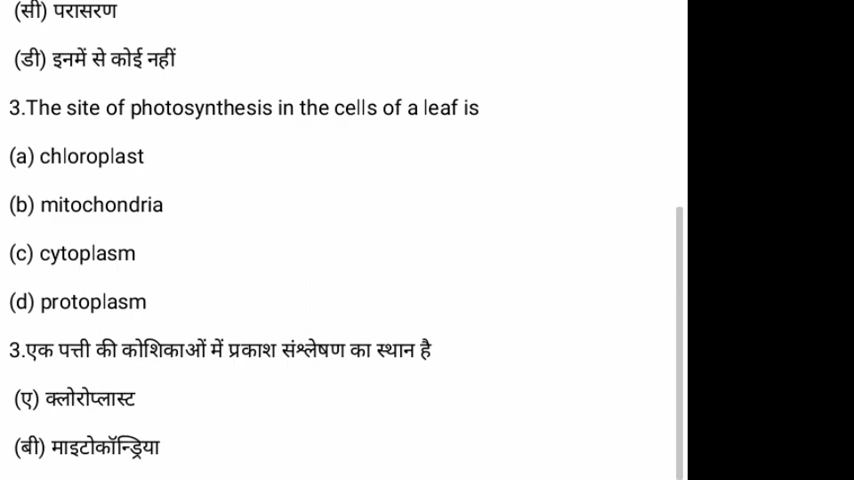 (सी) परासरण
(डी) इनमें से कोई नहीं
3.The site of photosynthesis in the cells of a leaf is
(a) chloroplast
(b) mitochondria
(c) cytoplasm
(d) protoplasm
3.एक पत्ती की कोशिकाओं में प्रकाश संश्लेषण का स्थान है
(ए) क्लोरोप्लास्ट
(बी) माइटोकॉन्ड्रिया